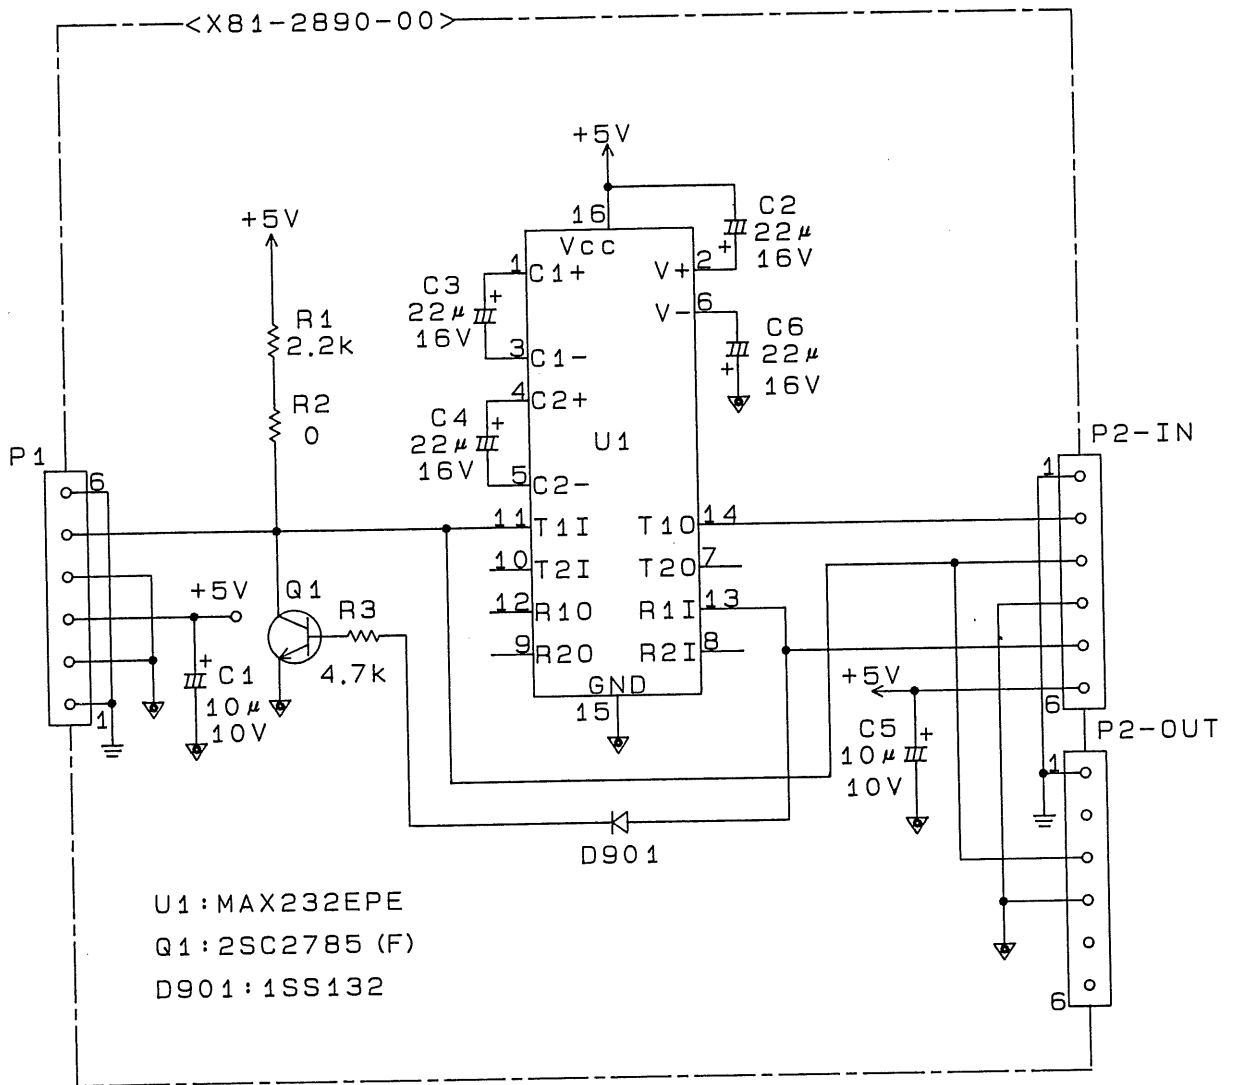 <X81-2890-00>
+5V
16
Vcc
C2
22μ
16V
+
+5V
1
C1+
V+
2
C3
22μ
16V
+
V-
6
R1
2.2k
C6
22μ
16V
+
3
C1-
4
C2+
R2
0
C4
22μ
16V
+
U1
5
C2-
P1
6
P2-IN
1
11
T1I
T1O
14
10
T2I
T2O
7
+5V
Q1
R3
4.7k
12
R1O
R1I
13
9
R2O
R2I
8
+
C1
10μ
10V
1
GND
15
+5V
6
C5
10μ
10V
+
P2-OUT
1
D901
6
U1:MAX232EPE
Q1:2SC2785(F)
D901:1SS132